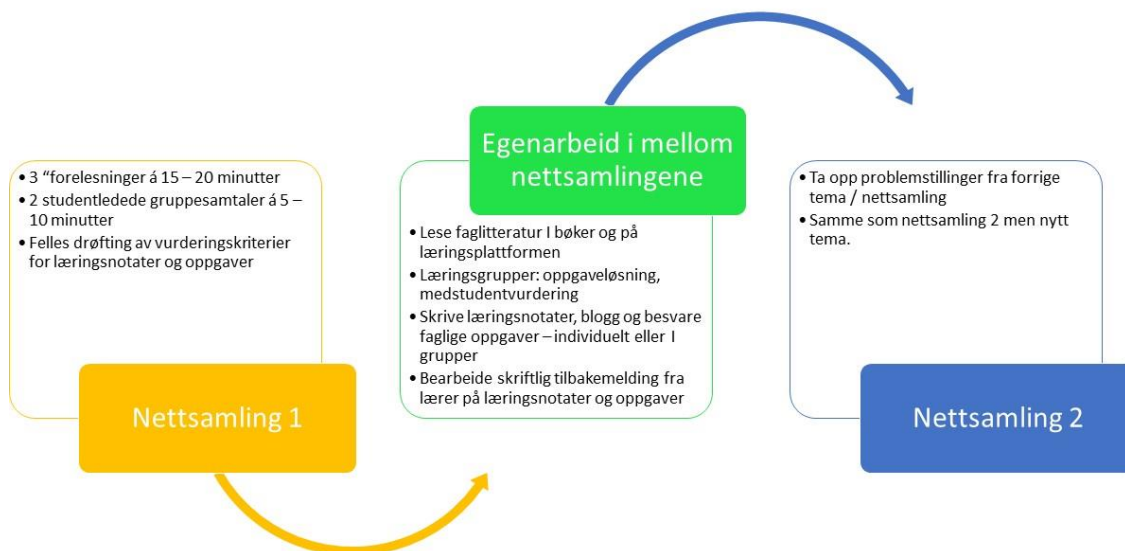 • 3 “forelesninger á 15 – 20 minutter
• 2 studentledede gruppesamtaler á 5 –
10 minutter
• Felles drøfting av vurderingskriterier
for læringsnotater og oppgaver
Nettsamling 1
Egenarbeid i mellom
nettsamlingene
• Lese faglitteratur I bøker og på
læringsplattformen
• Læringsgrupper: oppgaveløsning,
medstudentvurdering
• Skrive læringsnotater, blogg og besvare
faglige oppgaver – individuelt eller I
grupper
• Bearbeide skriftlig tilbakemelding fra
lærer på læringsnotater og oppgaver
• Ta opp problemstillinger fra forrige
tema / nettsamling
• Samme som nettsamling 2 men nytt
tema.
Nettsamling 2